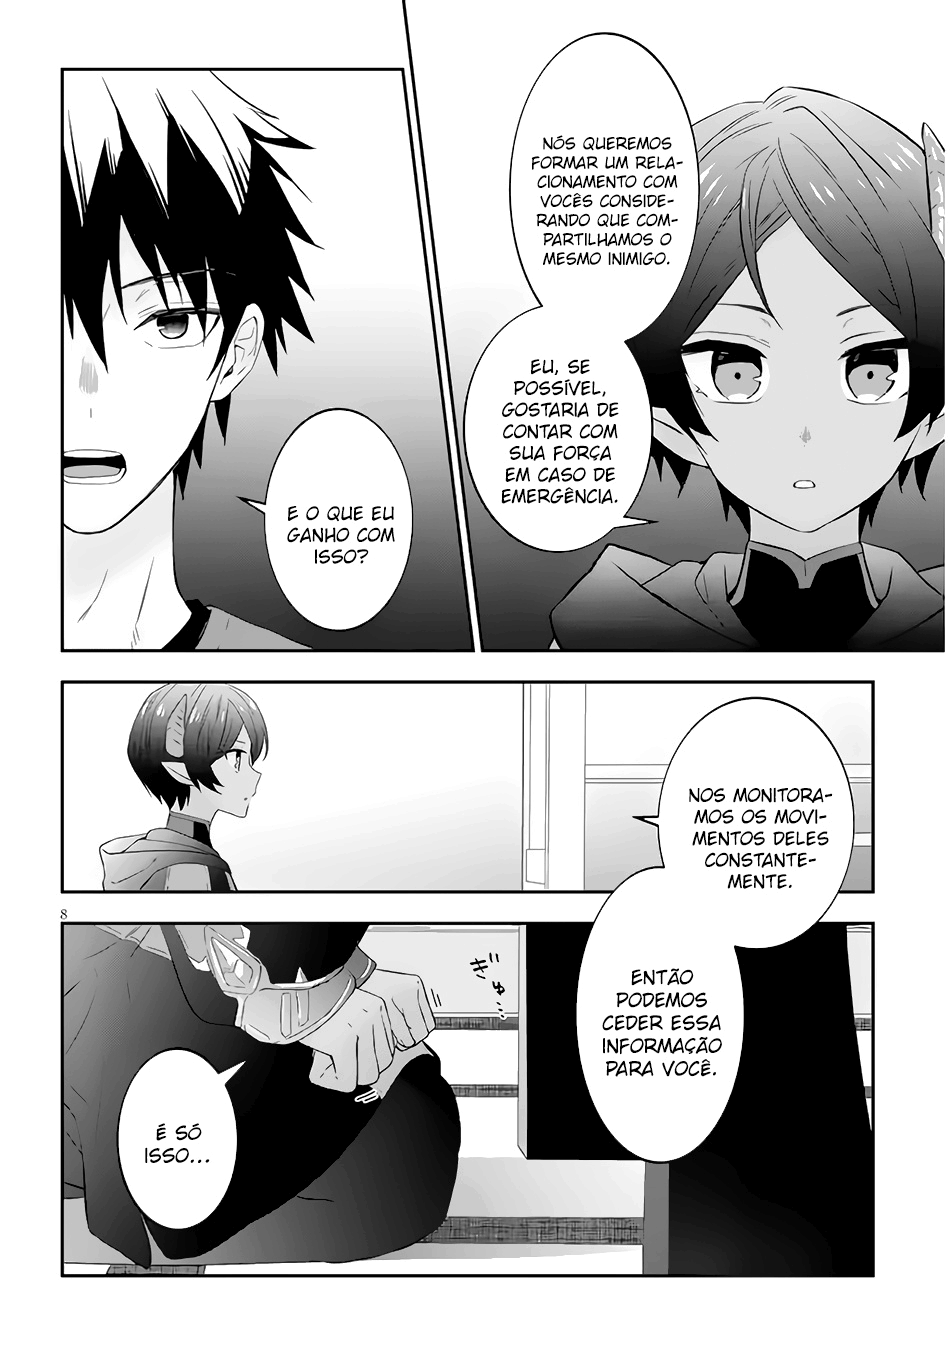 NÓS QUEREMOS
FORMAR UM RELA-
CIONAMENTO COM
VOCÊS CONSIDE-
RANDO QUE COM-
PARTILHAMOS O
MESMO INIMIGO.
EU, SE
POSSÍVEL,
GOSTARIA DE
CONTAR COM
SUA FORÇA
EM CASO DE
EMERGÊNCIA.
E O QUE EU
GANHO COM
ISSO?
NOS MONITORA-
MOS OS MOVI-
MENTOS DELES
CONSTANTE-
MENTE.
8
ENTÃO
PODEMOS
CEDER ESSA
INFORMAÇÃO
PARA VOCÊ.
ぎゅ…
É SÓ
ISSO...